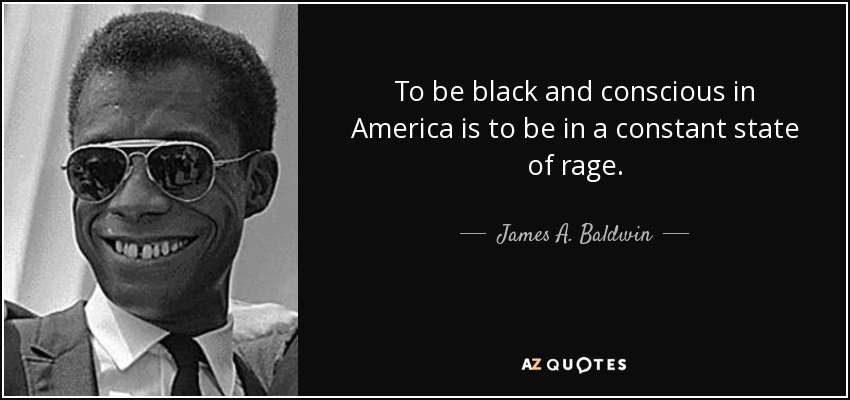 To be black and conscious in
America is to be in a constant state
of rage.
James A. Baldwin
AZ QUOTES